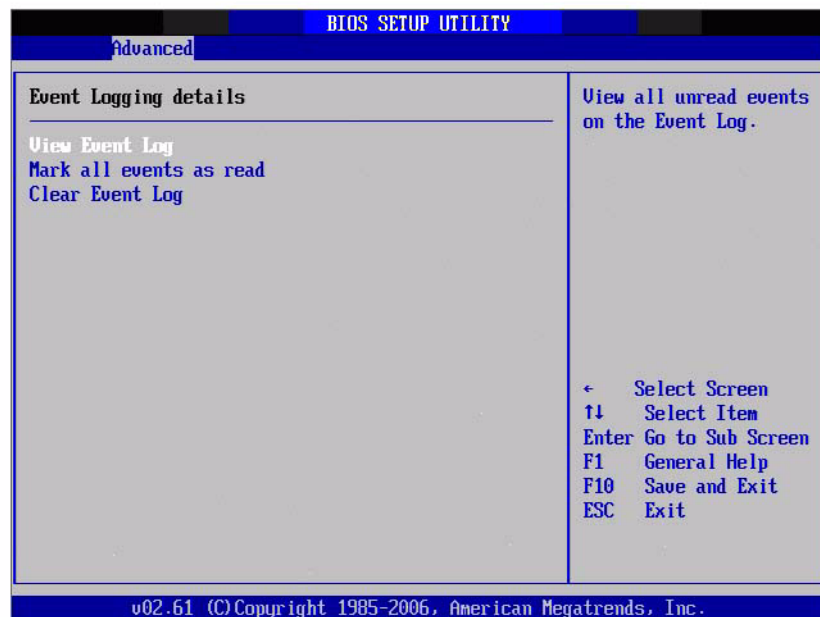 BIOS SETUP UTILITY
Advanced
Event Logging details
View Event Log
Mark all events as read
Clear Event Log
View all unread events
on the Event Log.
← Select Screen
↑↓ Select Item
Enter Go to Sub Screen
F1 General Help
F10 Save and Exit
ESC Exit
v02.61 (C)Copyright 1985-2006, American Megatrends, Inc.